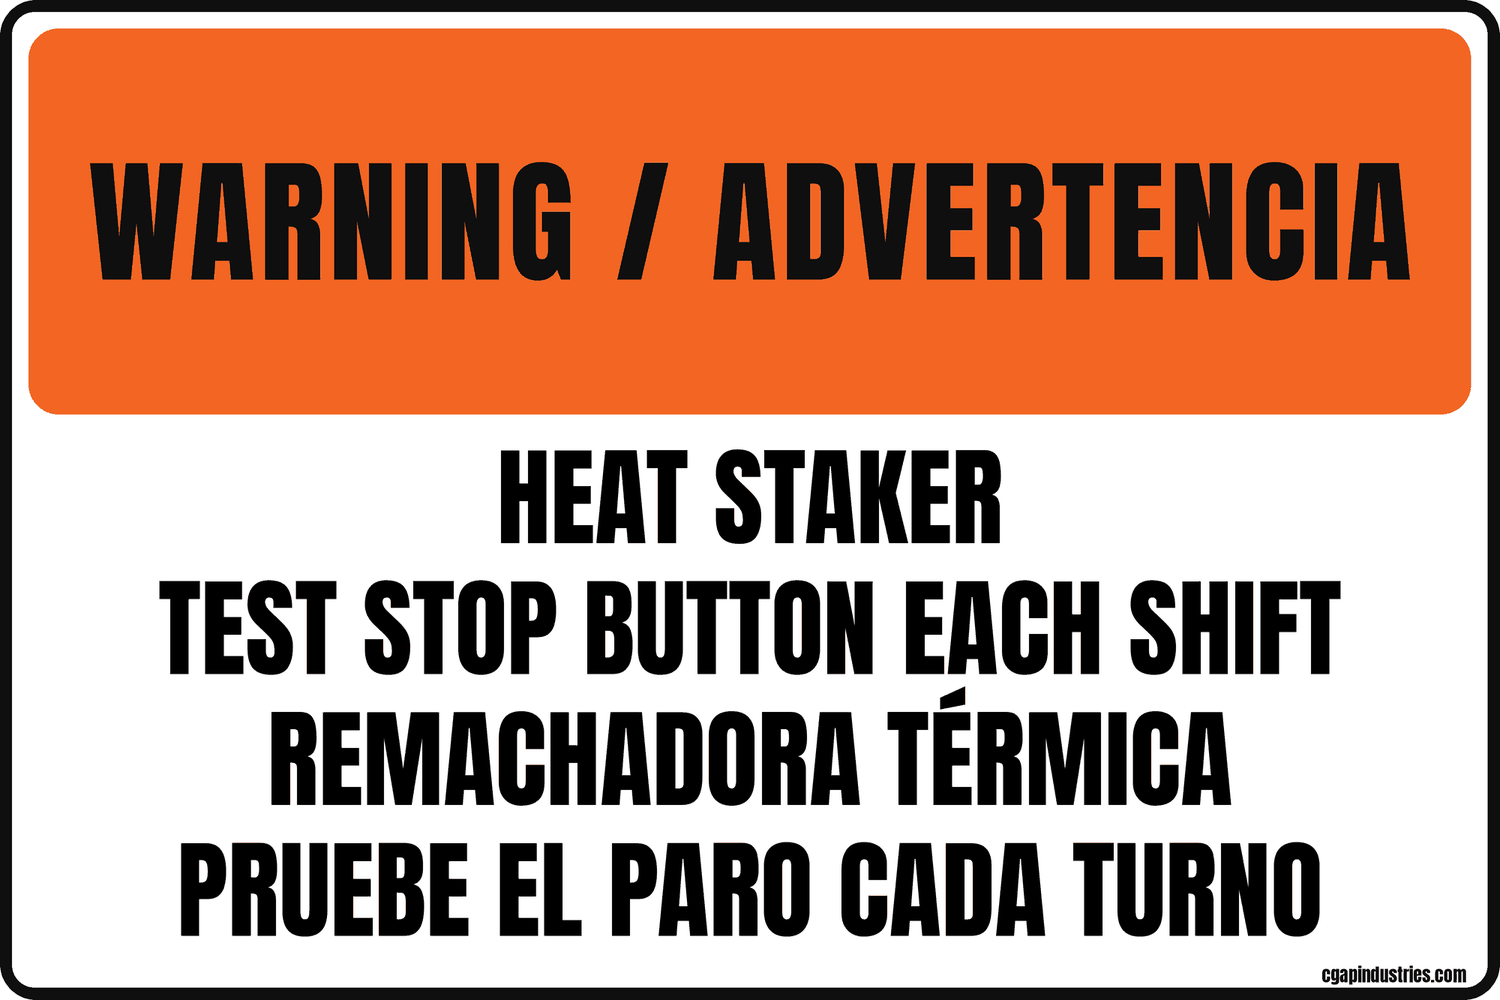 WARNING / ADVERTENCIA
HEAT STAKER
TEST STOP BUTTON EACH SHIFT
REMACHADORA TÉRMICA
PRUEBE EL PARO CADA TURNO
cgapindustries.com